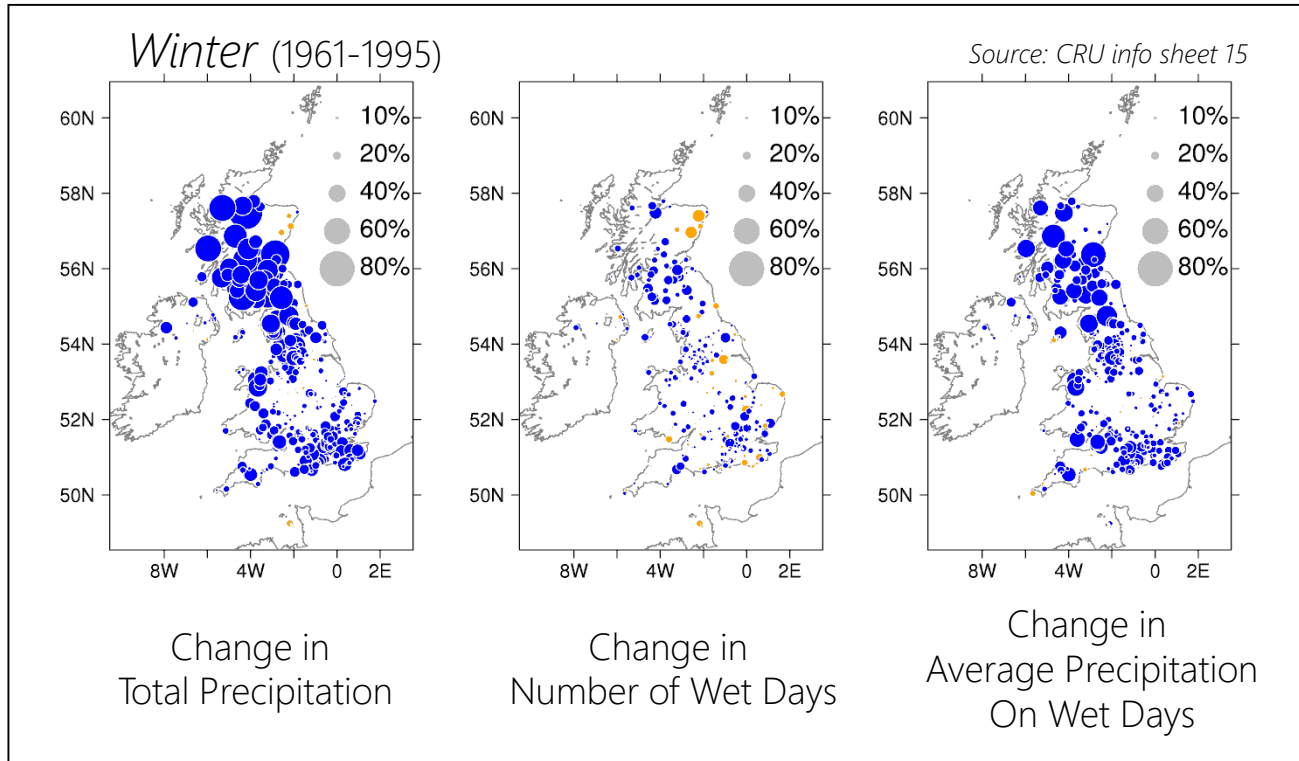 Winter (1961-1995)
Source: CRU info sheet 15
60N
58N
56N
54N
52N
50N
10%
20%
40%
60%
80%
8W 4W 0 2E
Change in
Total Precipitation
60N
58N
56N
54N
52N
50N
10%
20%
40%
60%
80%
8W 4W 0 2E
Change in
Number of Wet Days
60N
58N
56N
54N
52N
50N
10%
20%
40%
60%
80%
8W 4W 0 2E
Change in
Average Precipitation
On Wet Days